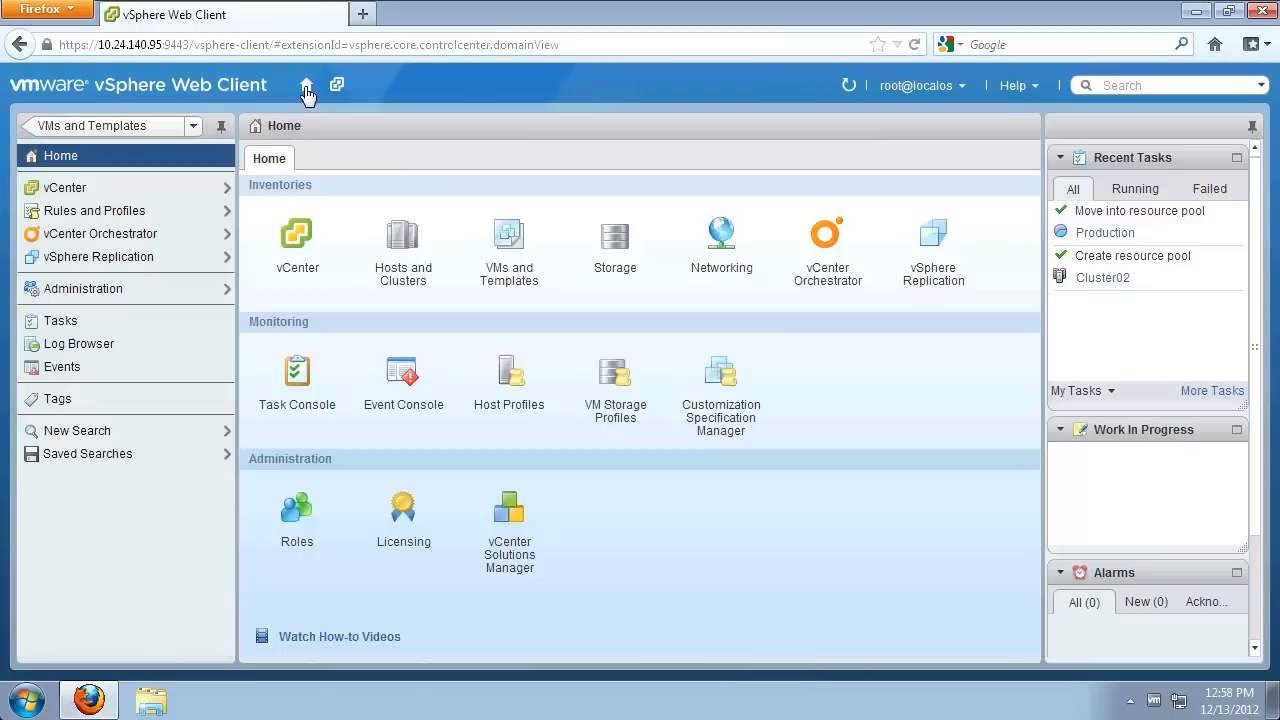 Firefox
vSphere Web Client
https://10.24.140.95:9443/vsphere-client/#extensionId=vsphere.core.controlcenter.domainView
Google
vmware® vSphere Web Client
root@localos
Help
Search
VMs and Templates
Home
vCenter
Rules and Profiles
vCenter Orchestrator
vSphere Replication
Administration
Tasks
Log Browser
Events
Tags
New Search
Saved Searches
Home
Home
Inventories
vCenter
Hosts and
Clusters
VMs and
Templates
Storage
Networking
vCenter
Orchestrator
vSphere
Replication
Monitoring
Task Console
Event Console
Host Profiles
VM Storage
Profiles
Customization
Specification
Manager
Administration
Roles
Licensing
vCenter
Solutions
Manager
Watch How-to Videos
Recent Tasks
All
Running
Failed
Move into resource pool
Production
Create resource pool
Cluster02
My Tasks
More Tasks
Work In Progress
Alarms
All (0)
New (0)
Ackno...
vm
12:58 PM
12/13/2012